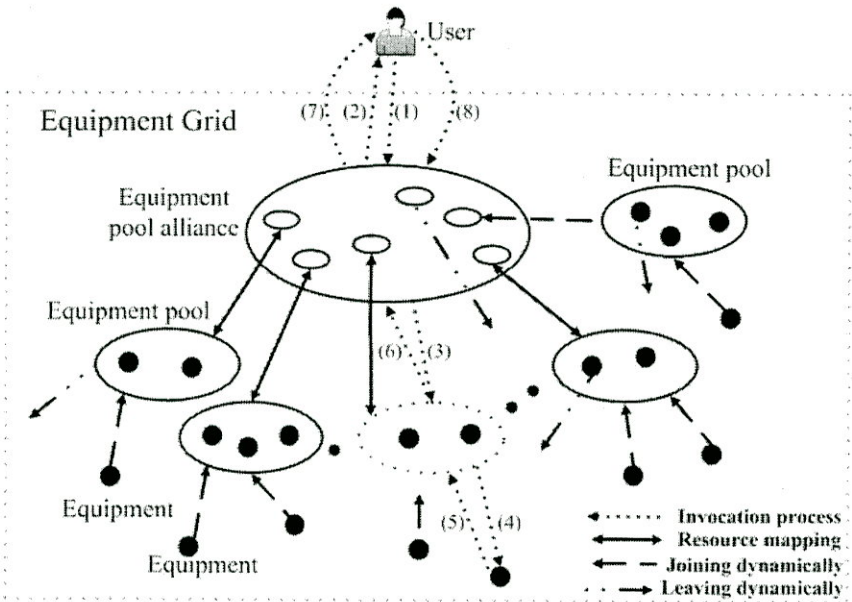 User
(7)
(2)
(1)
(8)
Equipment Grid
Equipment pool
Equipment
pool alliance
Equipment pool
(6)
(3)
Equipment
(5)
(4)
Equipment
Invocation process
Resource mapping
Joining dynamically
Leaving dynamically